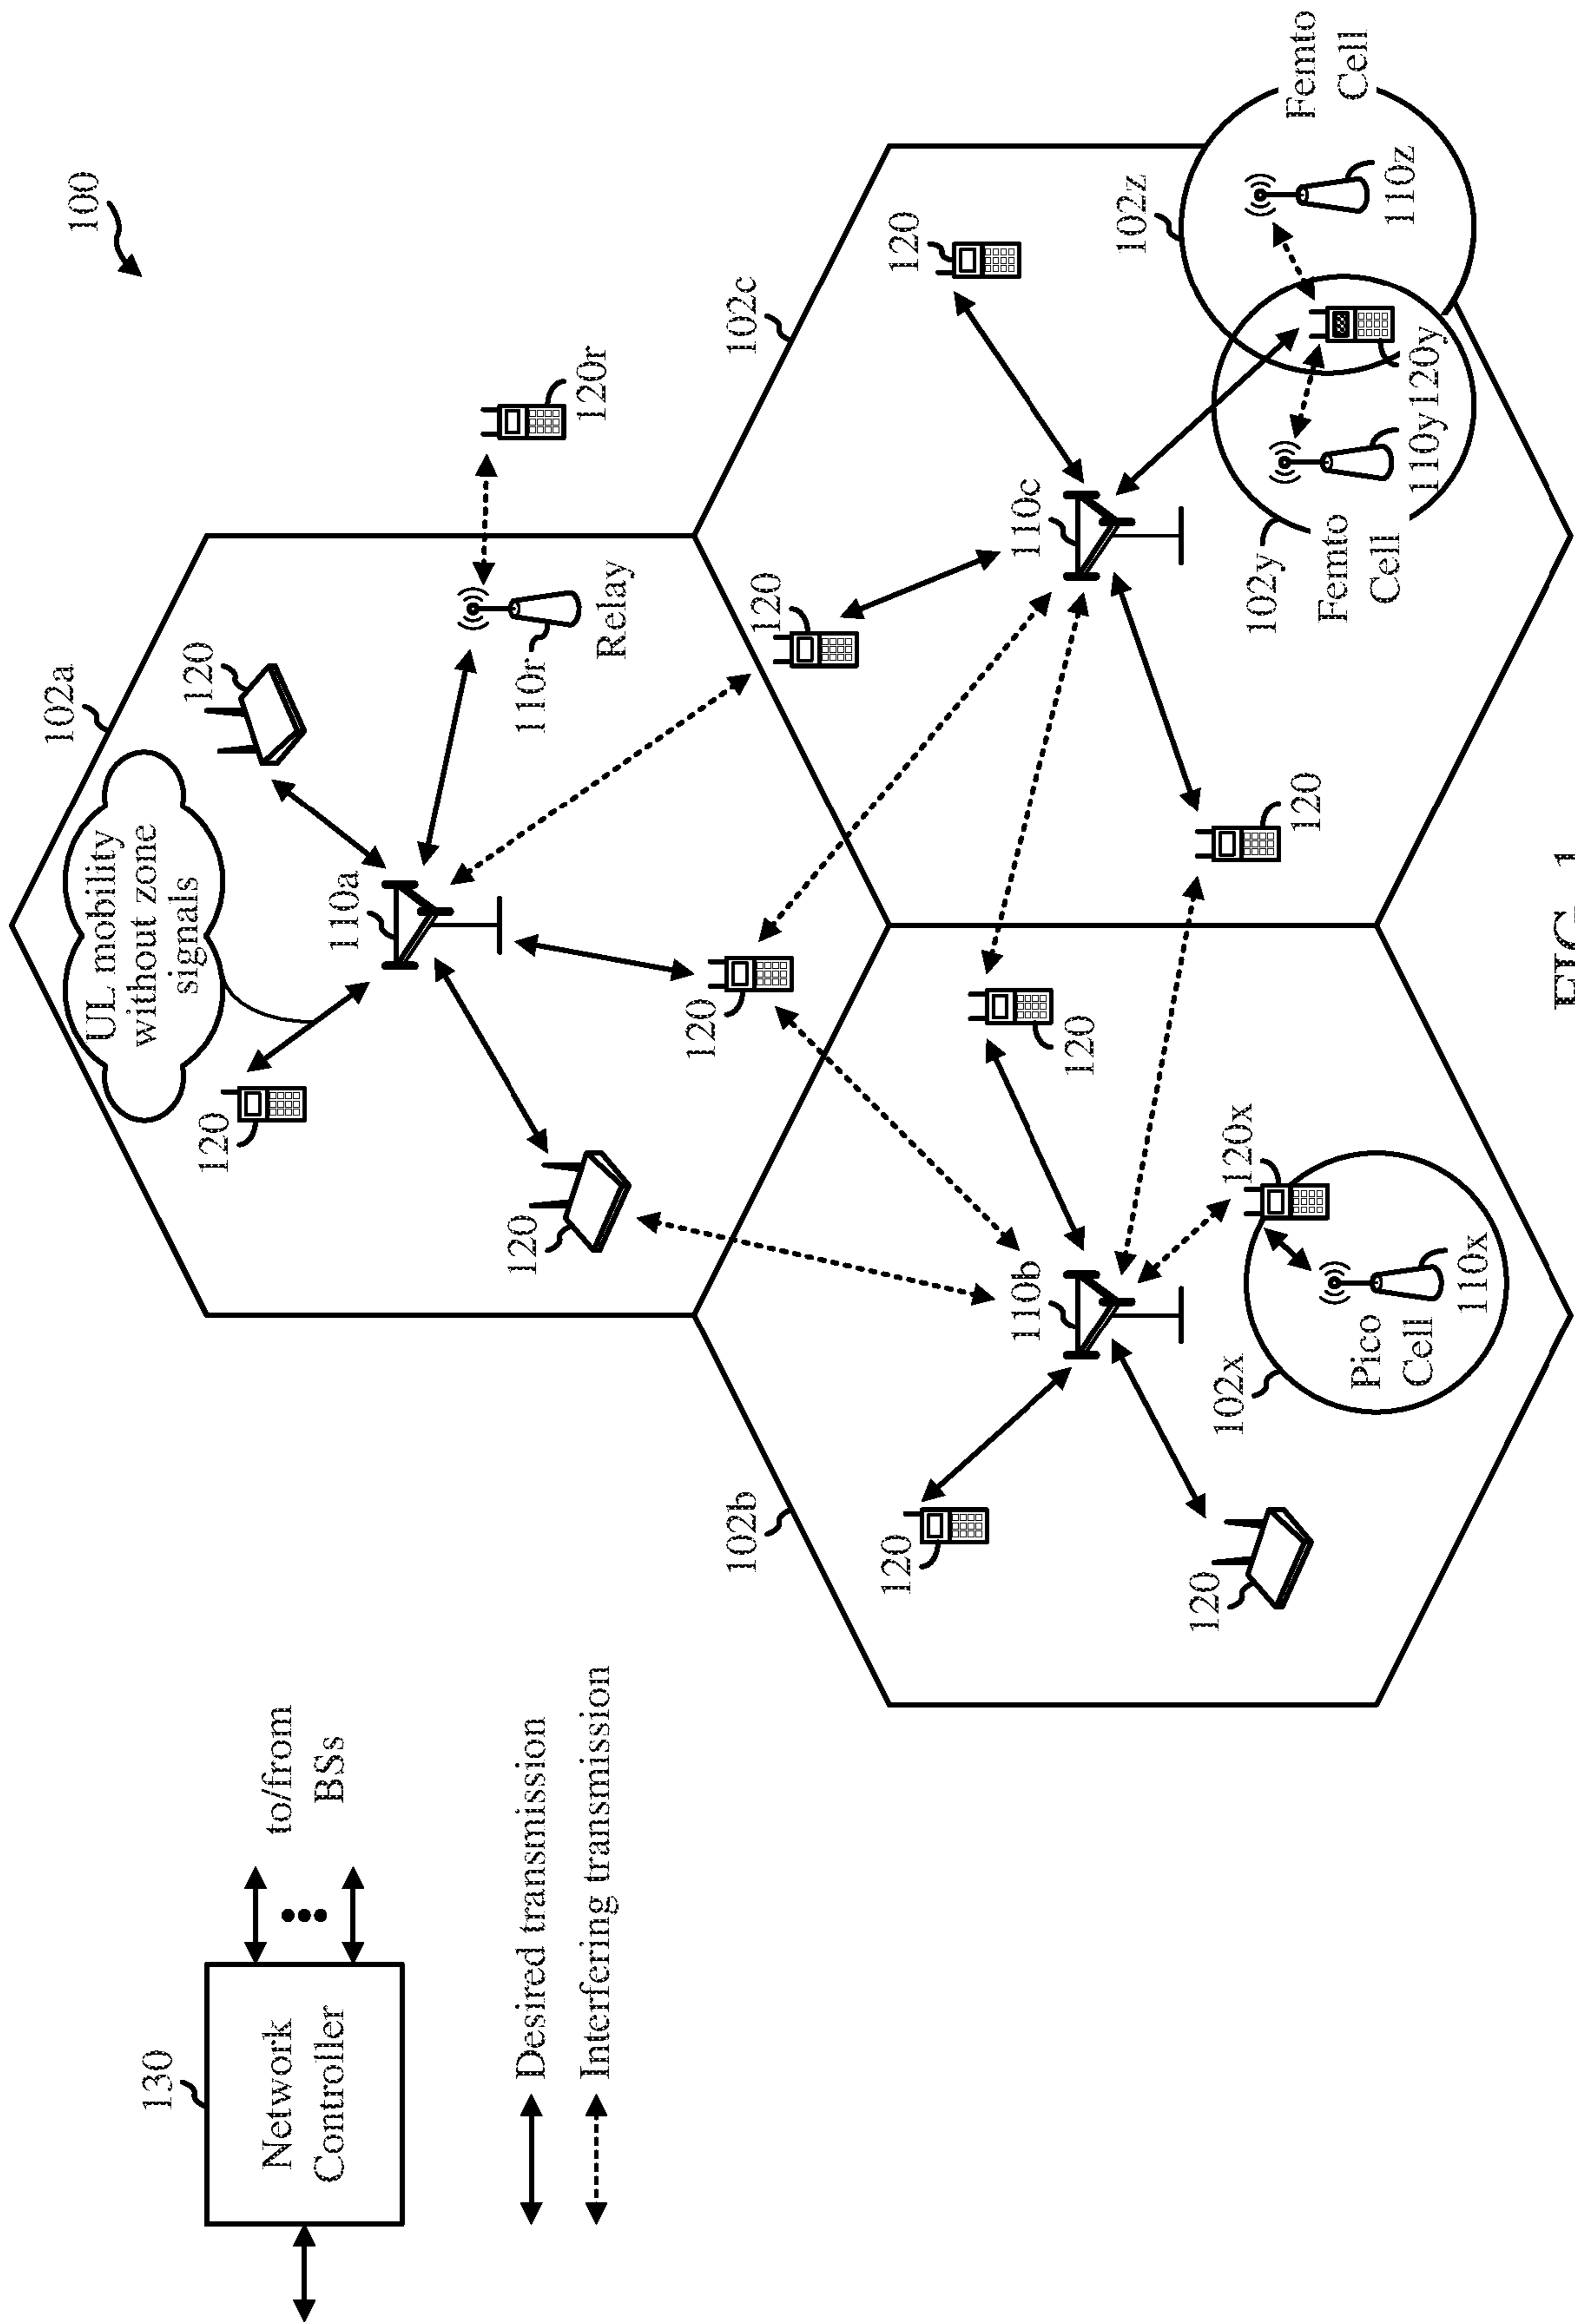 100
130
Network
Controller
to/from
BSs
Desired transmission
Interfering transmission
102a
UL mobility
without zone
signals
120
120
110a
120
120
110r
Relay
120r
102b
110b
120
120
120
102x
Pico
Cell
110x
120x
102c
110c
120
120
120
102y
Femto
Cell
110y
120y
102z
110z
Femto
Cell
FIG. 1